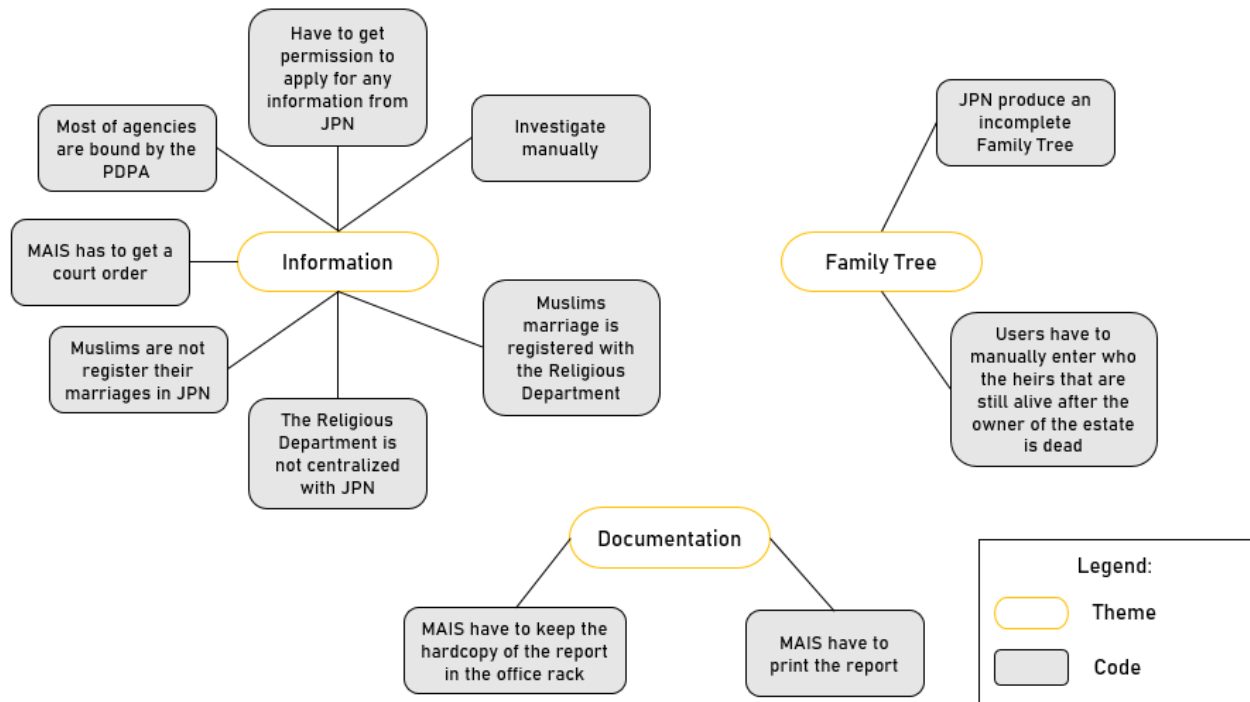 Have to get
permission to
apply for any
information from
JPN
Most of agencies
are bound by the
PDPA
Investigate
manually
MAIS has to get a
court order
Information
Muslims are not
register their
marriages in JPN
The Religious
Department is
not centralized
with JPN
Muslims
marriage is
registered with
the Religious
Department
JPN produce an
incomplete
Family Tree
Family Tree
Users have to
manually enter who
the heirs that are
still alive after the
owner of the estate
is dead
Documentation
MAIS have to keep the
hardcopy of the report
in the office rack
MAIS have to
print the report
Legend:
Theme
Code